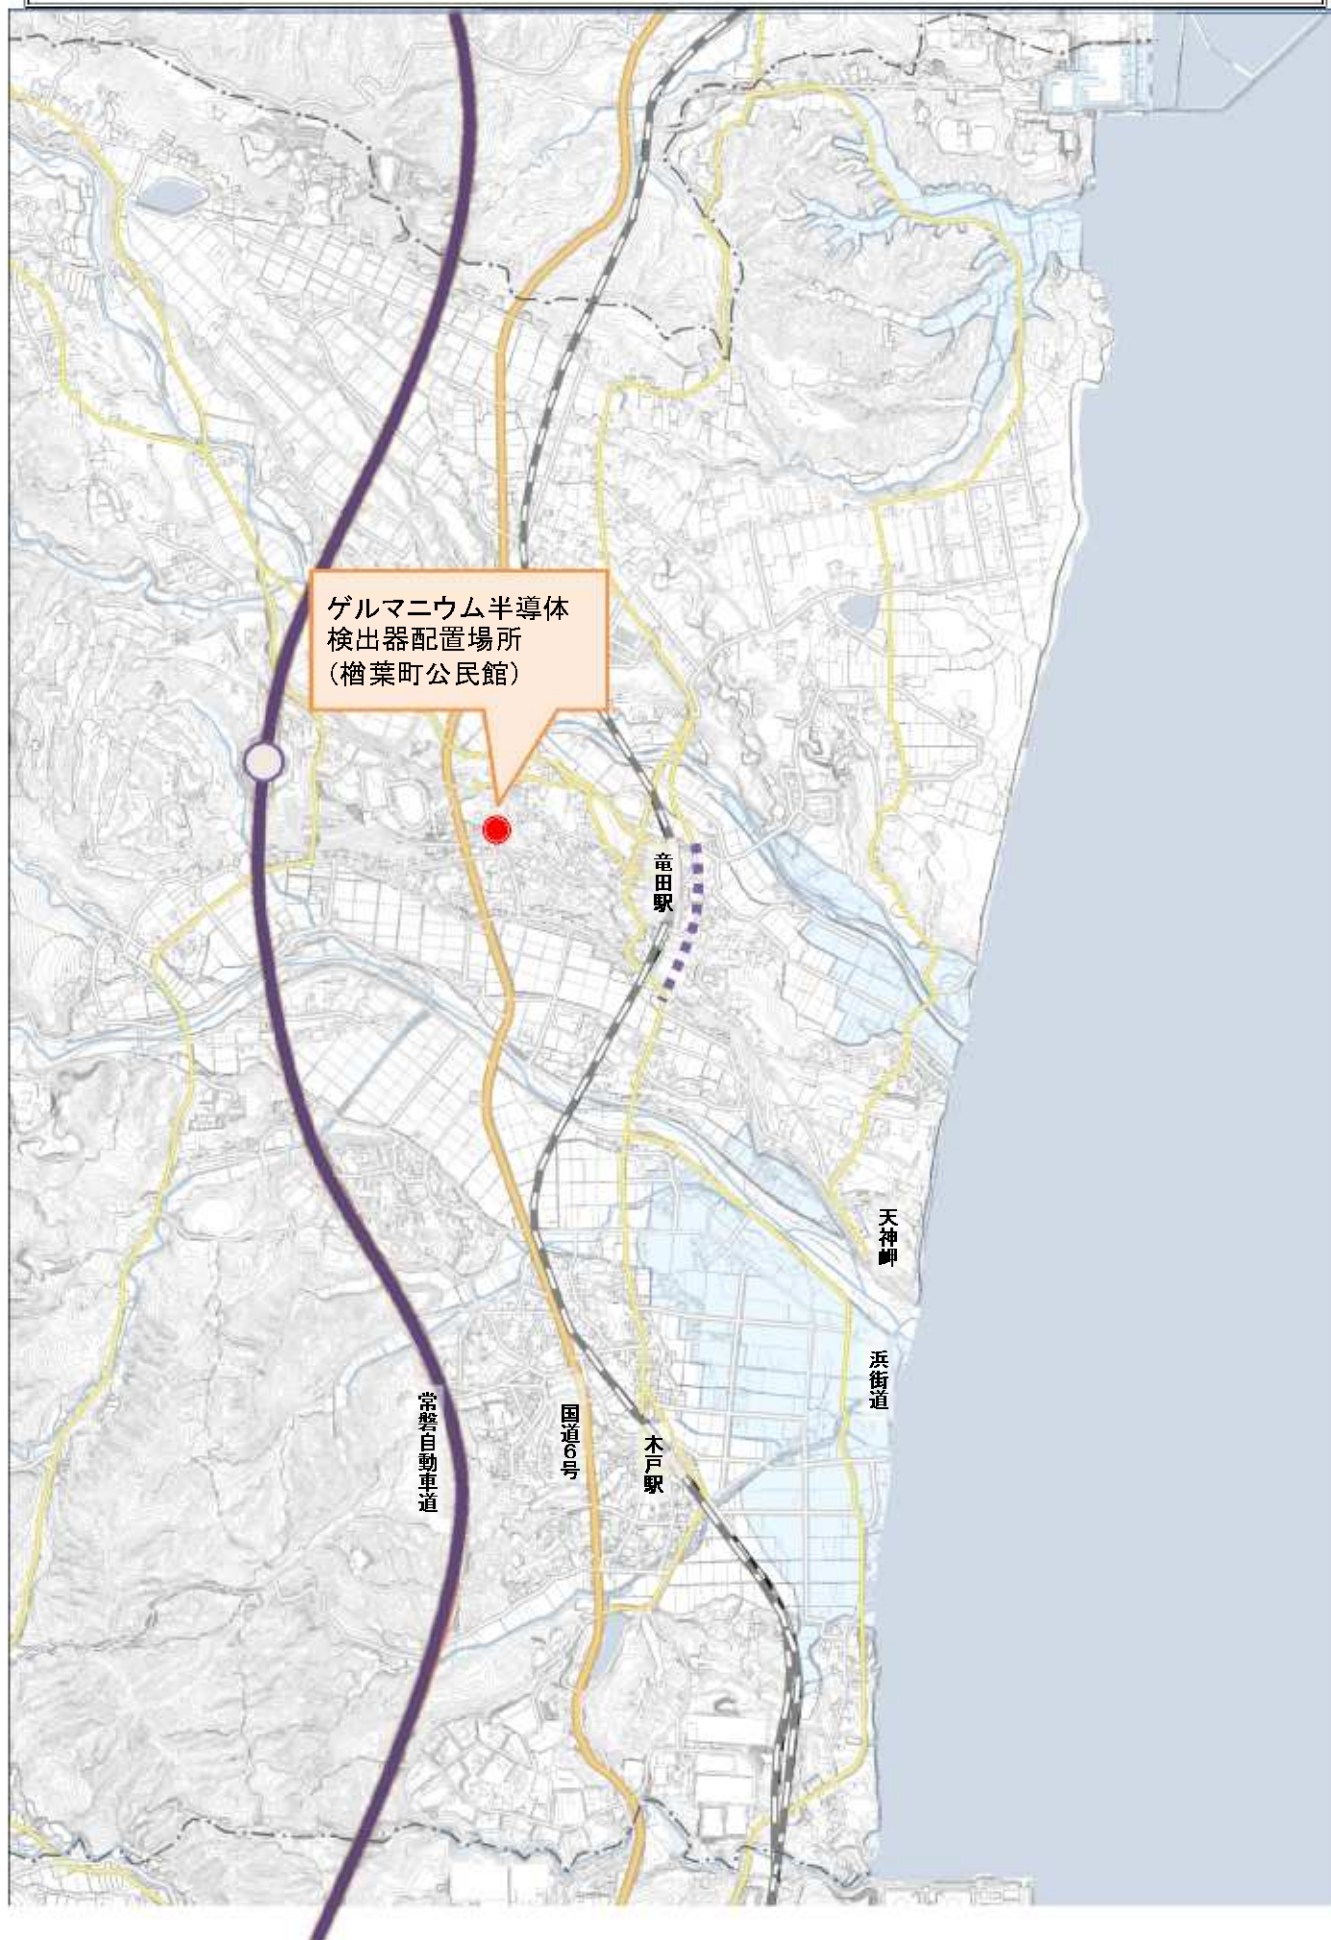 ゲルマニウム半導体
検出器配置場所
（楢葉町公民館）
竜田駅
天神岬
浜街道
常磐自動車道
国道6号
木戸駅